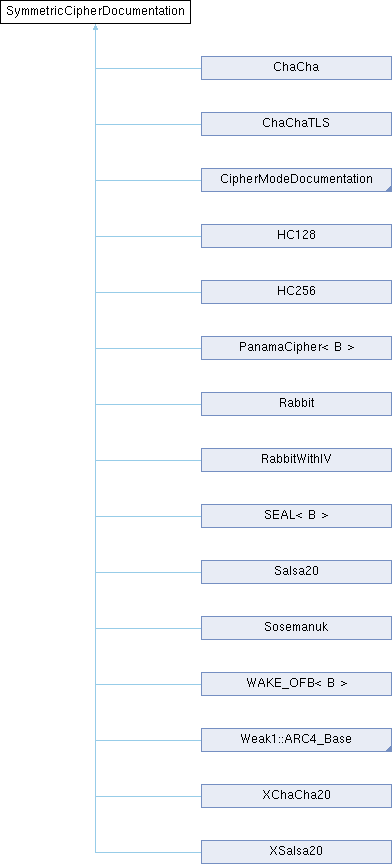 SymmetricCipherDocumentation
ChaCha
ChaChaTLS
CipherModeDocumentation
HC128
HC256
PanamaCipher< B >
Rabbit
RabbitWithIV
SEAL< B >
Salsa20
Sosemanuk
WAKE_OFB< B >
Weak1::ARC4_Base
XChaCha20
XSalsa20